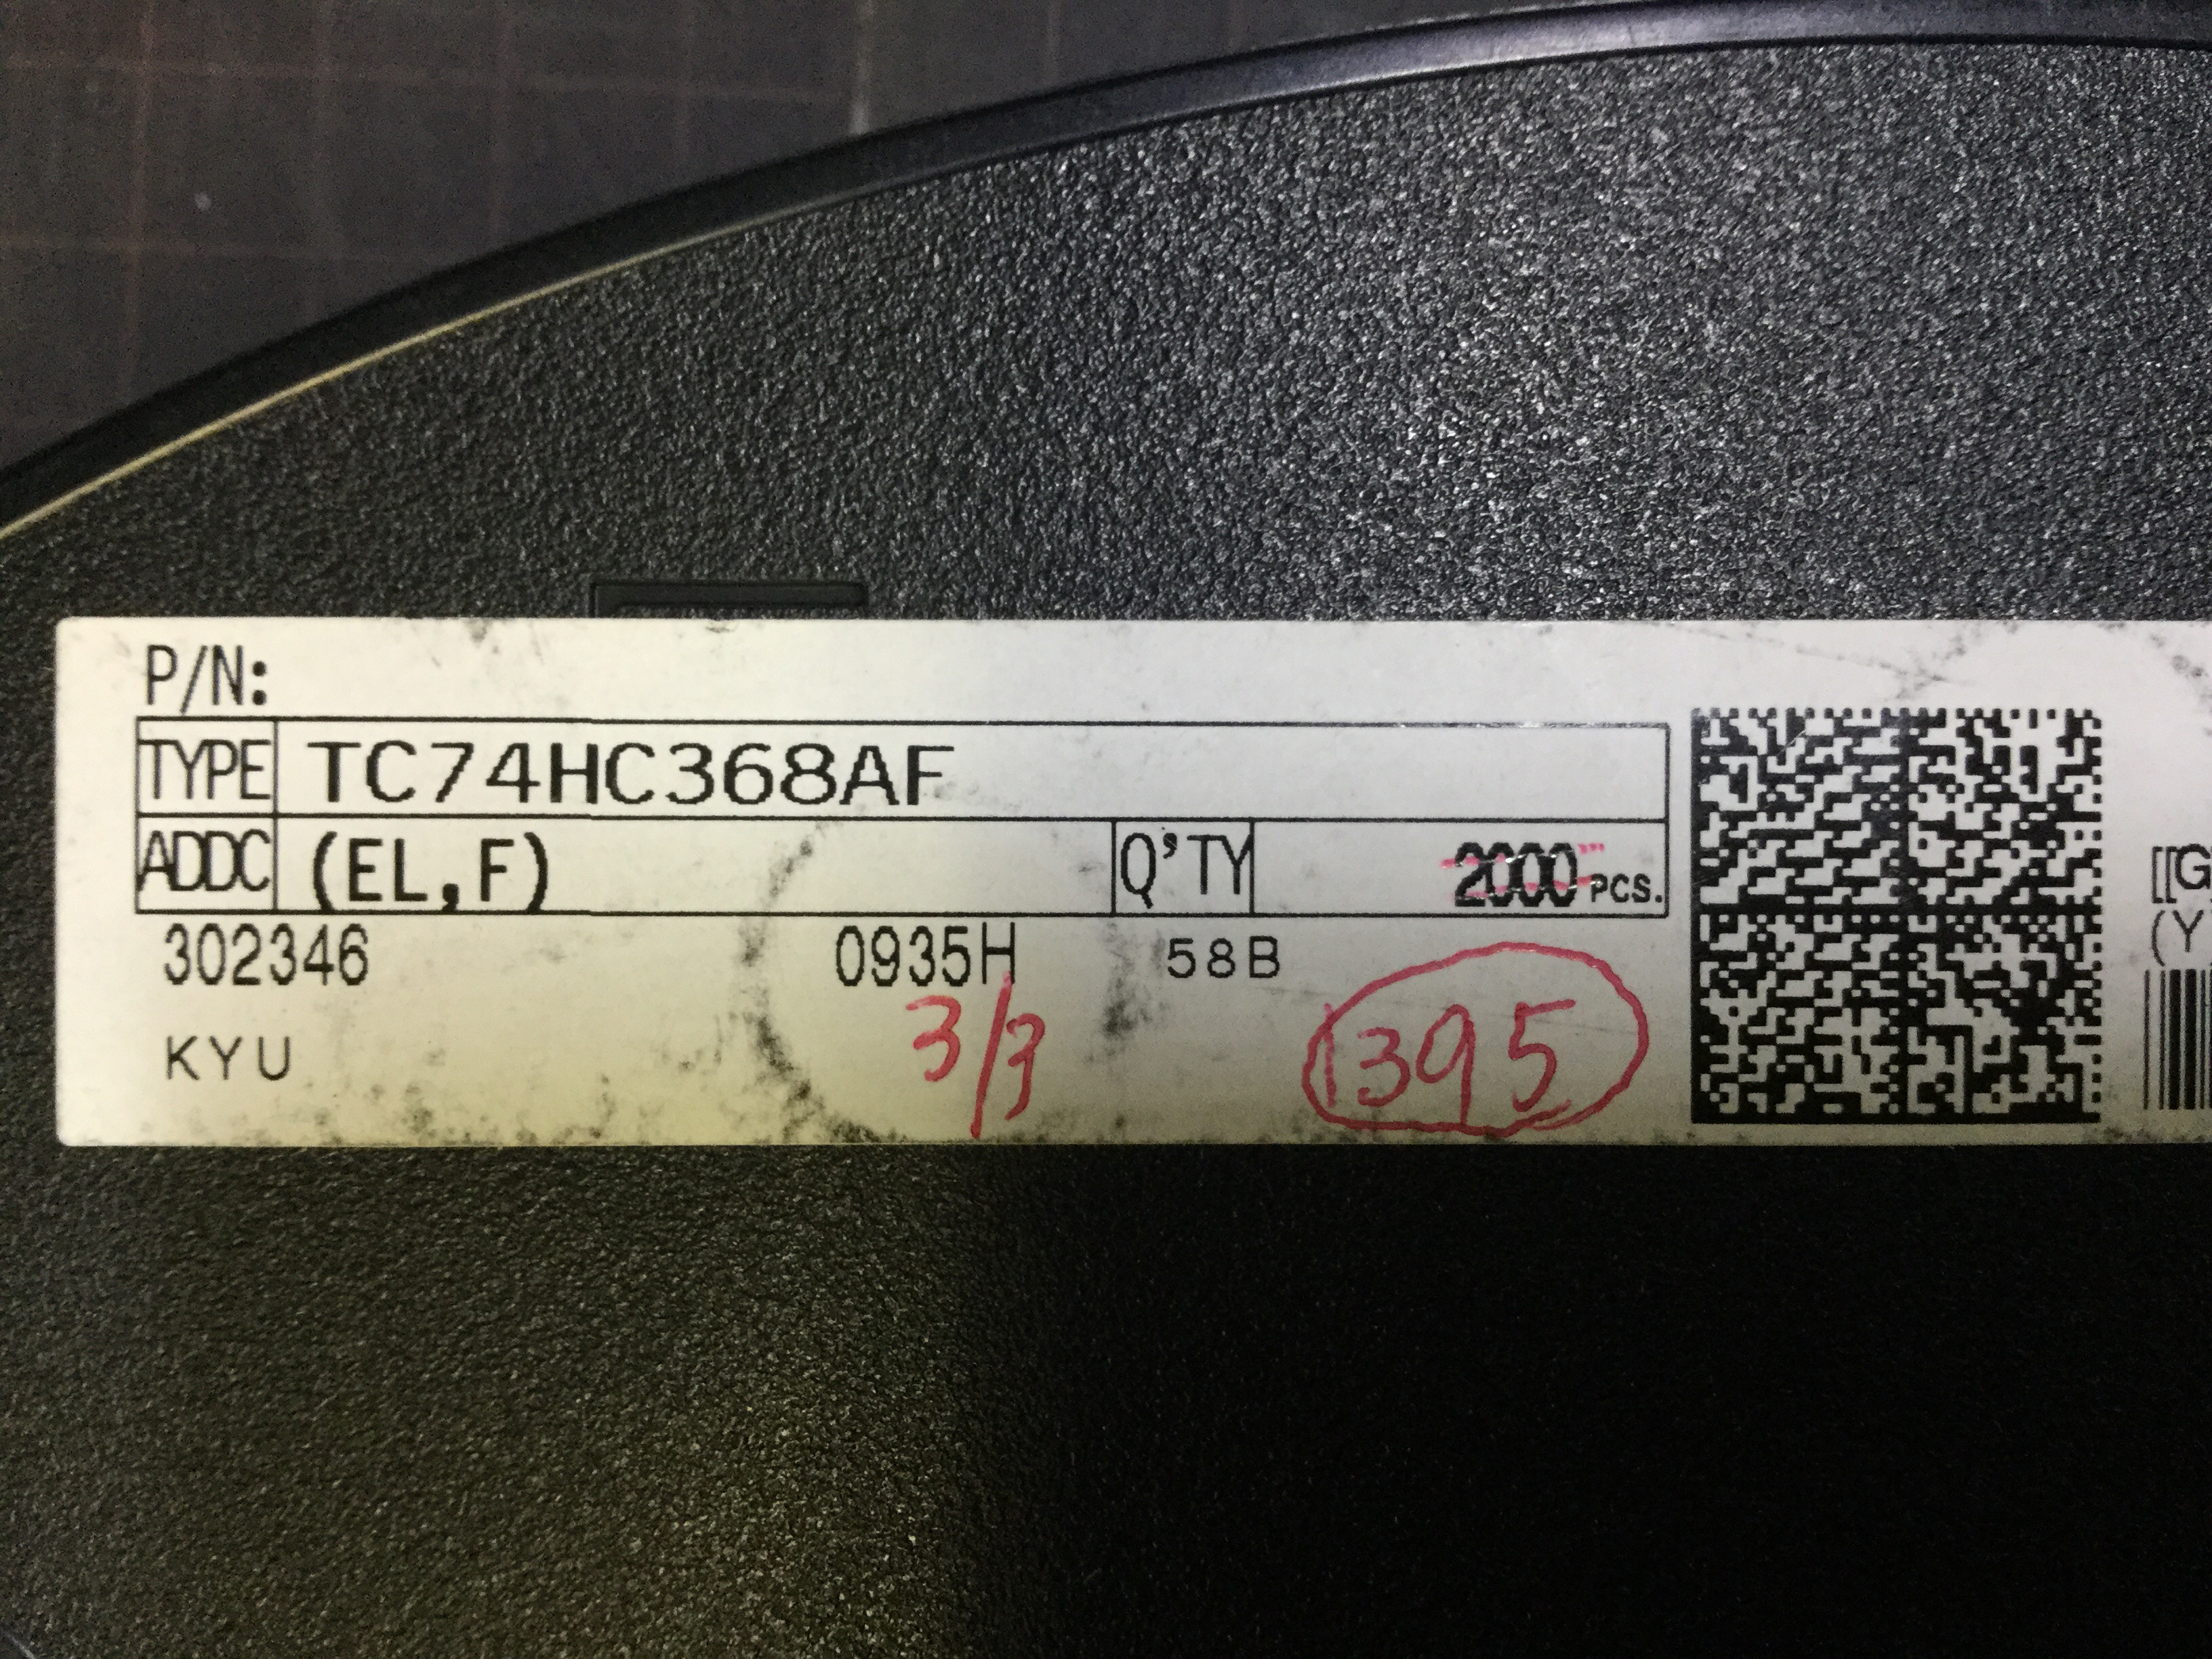 P/N:
TYPE TC74HC368AF
ADDC (EL,F) Q'TY 2000 PCS.
302346 0935H 58B
KYU 3/3 1395
[[G
(Y